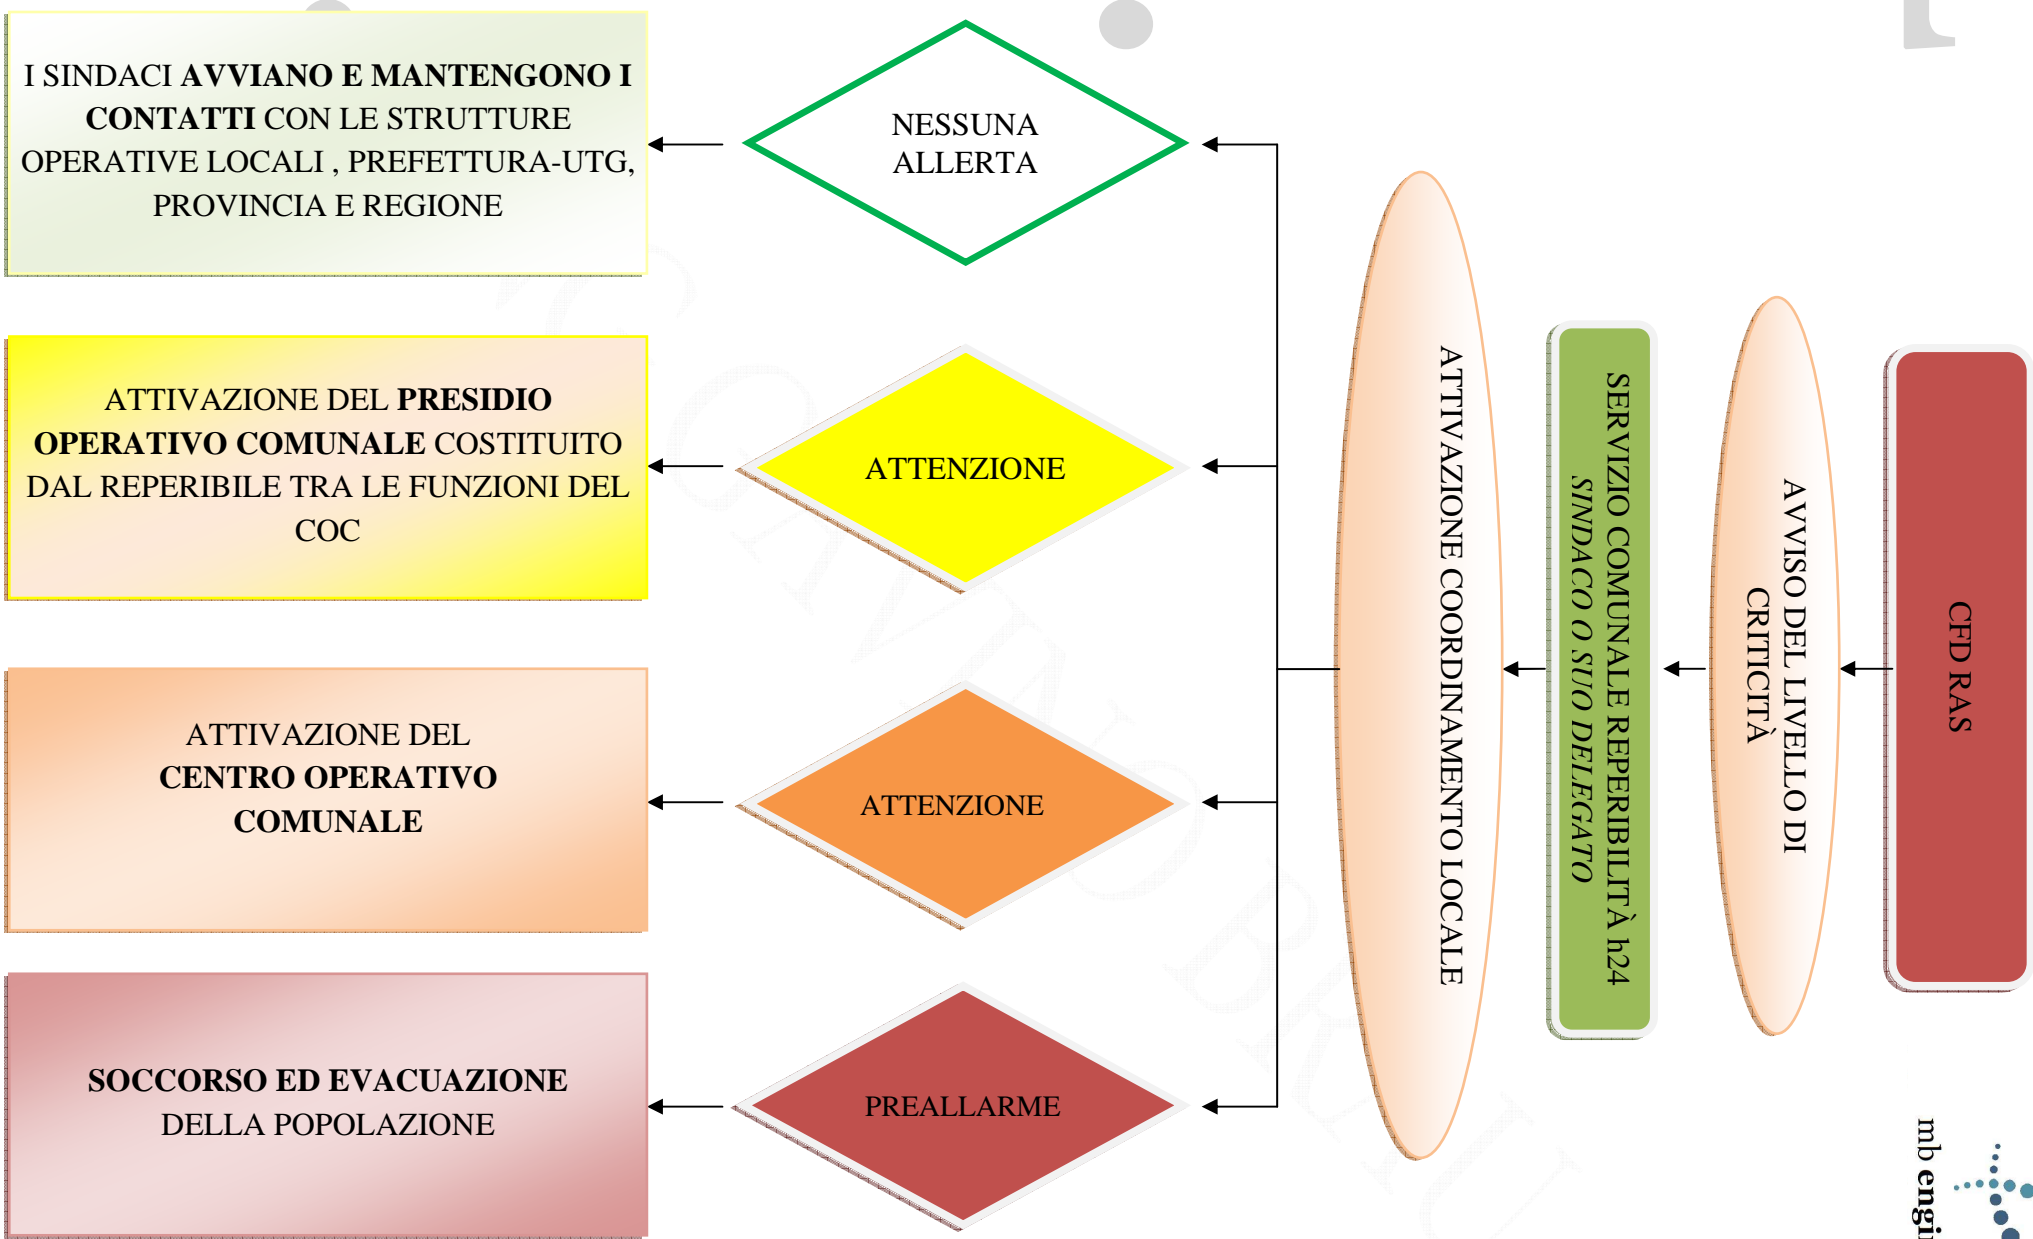 I SINDACI AVVIANO E MANTENGONO I
CONTATTI CON LE STRUTTURE
OPERATIVE LOCALI , PREFETTURA-UTG,
PROVINCIA E REGIONE
NESSUNA
ALLERTA
ATTIVAZIONE DEL PRESIDIO
OPERATIVO COMUNALE COSTITUITO
DAL REPERIBILE TRA LE FUNZIONI DEL
COC
ATTENZIONE
ATTIVAZIONE DEL
CENTRO OPERATIVO
COMUNALE
ATTENZIONE
SOCCORSO ED EVACUAZIONE
DELLA POPOLAZIONE
PREALLARME
ATTIVAZIONE COORDINAMENTO LOCALE
SERVIZIO COMUNALE REPERIBILITÀ h24
SINDACO O SUO DELEGATO
AVVISO DEL LIVELLO DI
CRITICITÀ
CFD RAS
mb engi